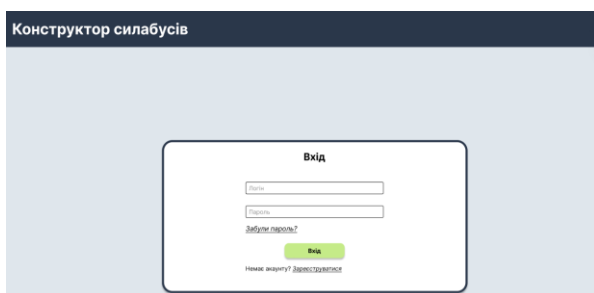 Конструктор силабусів
Вхід
Логін
Пароль
Забули пароль?
Вхід
Немає акаунту? Зареєструватися